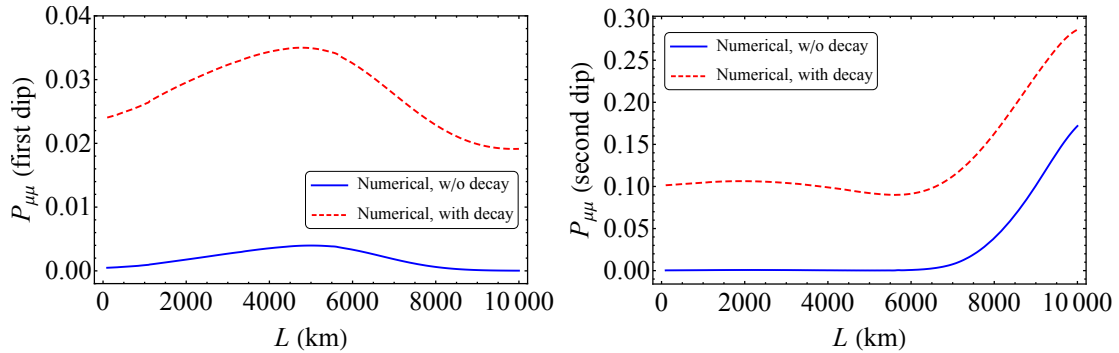 P_μμ (first dip)
0.04
0.03
0.02
0.01
0.00
Numerical, w/o decay
Numerical, with decay
0 2000 4000 6000 8000 10 000
L (km)
P_μμ (second dip)
0.30
0.25
0.20
0.15
0.10
0.05
0.00
Numerical, w/o decay
Numerical, with decay
0 2000 4000 6000 8000 10 000
L (km)